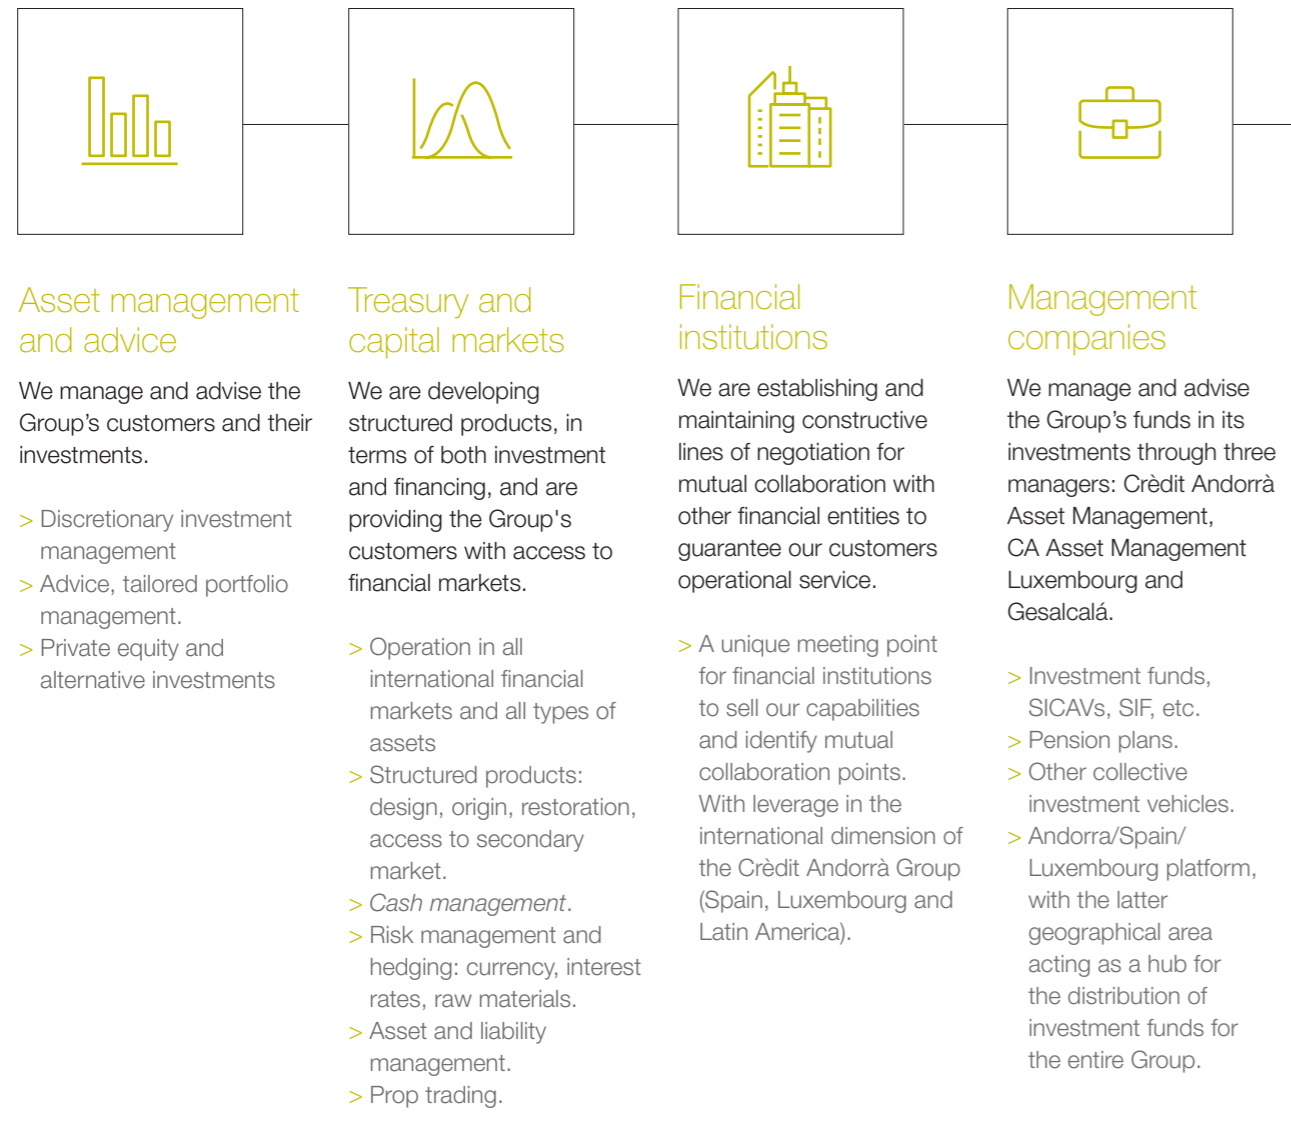 Asset management
and advice
We manage and advise the
Group’s customers and their
investments.
> Discretionary investment
management
> Advice, tailored portfolio
management.
> Private equity and
alternative investments
Treasury and
capital markets
We are developing
structured products, in
terms of both investment
and financing, and are
providing the Group's
customers with access to
financial markets.
> Operation in all
international financial
markets and all types of
assets
> Structured products:
design, origin, restoration,
access to secondary
market.
> Cash management.
> Risk management and
hedging: currency, interest
rates, raw materials.
> Asset and liability
management.
> Prop trading.
Financial
institutions
We are establishing and
maintaining constructive
lines of negotiation for
mutual collaboration with
other financial entities to
guarantee our customers
operational service.
> A unique meeting point
for financial institutions
to sell our capabilities
and identify mutual
collaboration points.
With leverage in the
international dimension of
the Crèdit Andorrà Group
(Spain, Luxembourg and
Latin America).
Management
companies
We manage and advise
the Group’s funds in its
investments through three
managers: Crèdit Andorrà
Asset Management,
CA Asset Management
Luxembourg and
Gesalcalá.
> Investment funds,
SICAVs, SIF, etc.
> Pension plans.
> Other collective
investment vehicles.
> Andorra/Spain/
Luxembourg platform,
with the latter
geographical area
acting as a hub for
the distribution of
investment funds for
the entire Group.